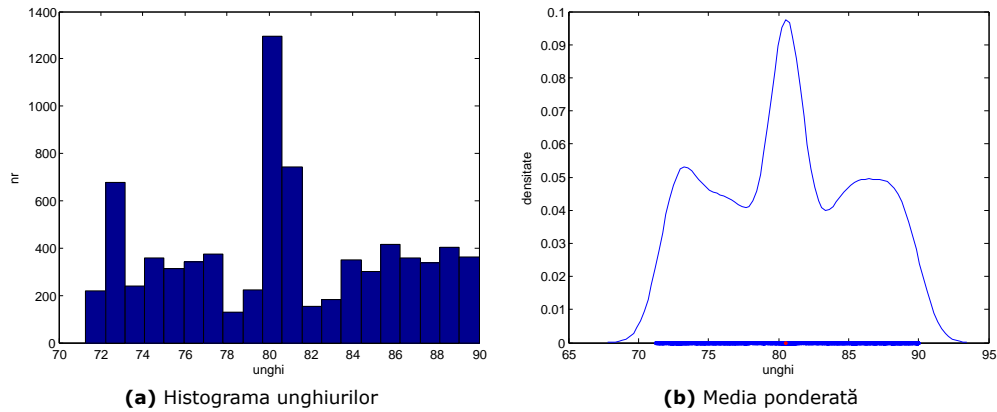 1400
1200
1000
800
600
400
200
0
nr
70 72 74 76 78 80 82 84 86 88 90
unghi
(a) Histograma unghiurilor
0.1
0.09
0.08
0.07
0.06
0.05
0.04
0.03
0.02
0.01
0
densitate
65 70 75 80 85 90 95
unghi
(b) Media ponderată